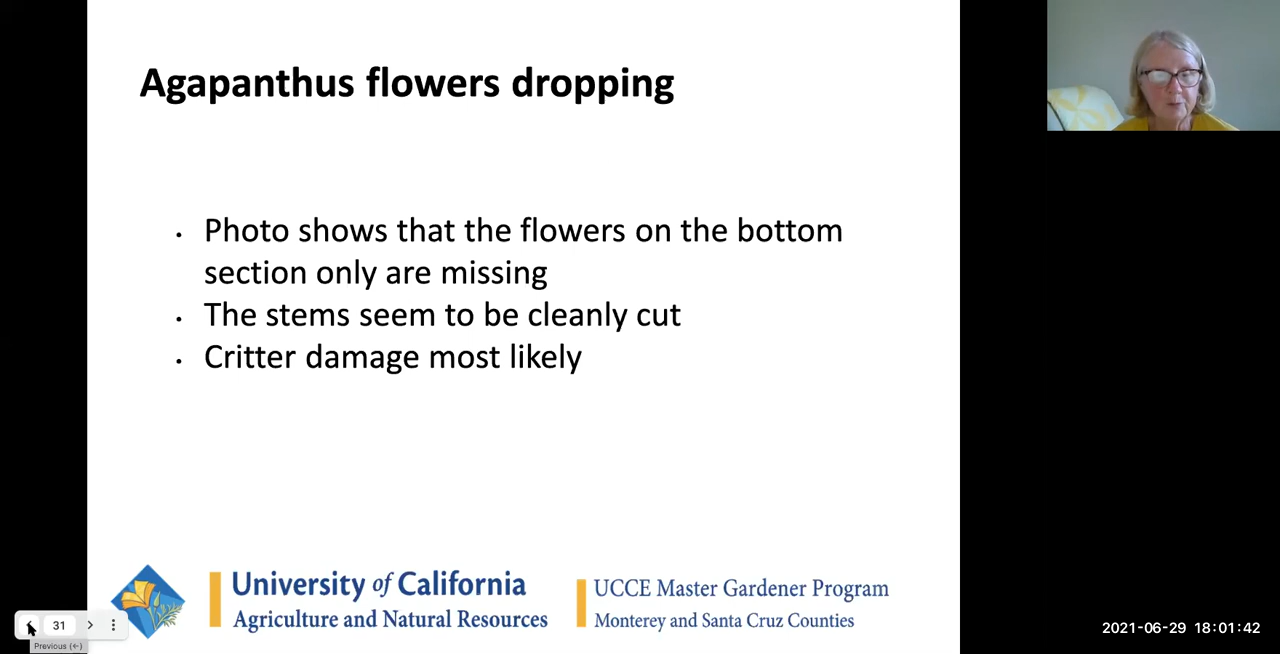 Agapanthus flowers dropping
• Photo shows that the flowers on the bottom
section only are missing
• The stems seem to be cleanly cut
• Critter damage most likely
University of California
Agriculture and Natural Resources
UCCE Master Gardener Program
Monterey and Santa Cruz Counties
31
Previous (←)
2021-06-29 18:01:42